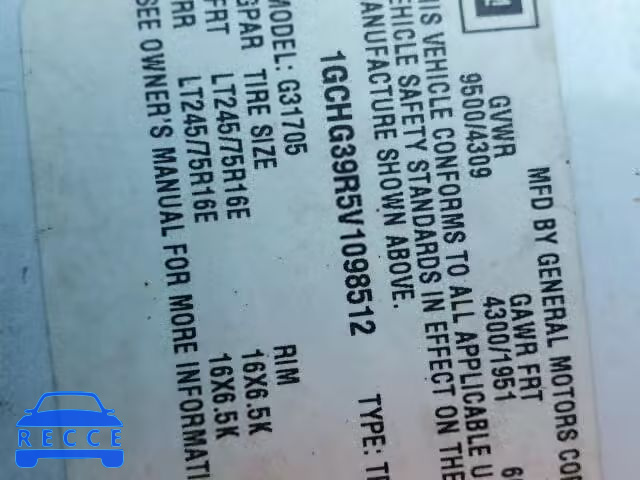 MFD BY GENERAL MOTORS COR
GVWR GAWR FRT
9500/4309 4300/1951
HIS VEHICLE CONFORMS TO ALL APPLICABLE U
EHICLE SAFETY STANDARDS IN EFFECT ON THE
ANUFACTURE SHOWN ABOVE.
1GCHG39R5V1098512 TYPE:
MODEL: G31705
GPAR TIRE SIZE RIM
FRT LT245/75R16E 16X6.5K
RR LT245/75R16E 16X6.5K
SEE OWNER'S MANUAL FOR MORE INFORMATI
RECCE